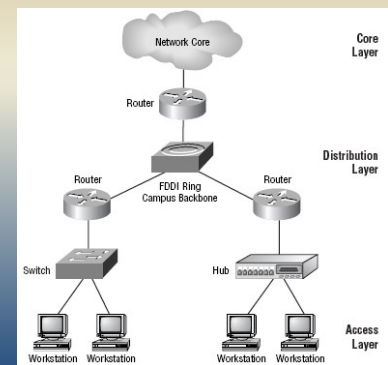 Network Core
Core
Layer
Router
Distribution
Layer
Router
Router
FDDI Ring
Campus Backbone
Switch
Hub
Access
Layer
Workstation
Workstation
Workstation
Workstation